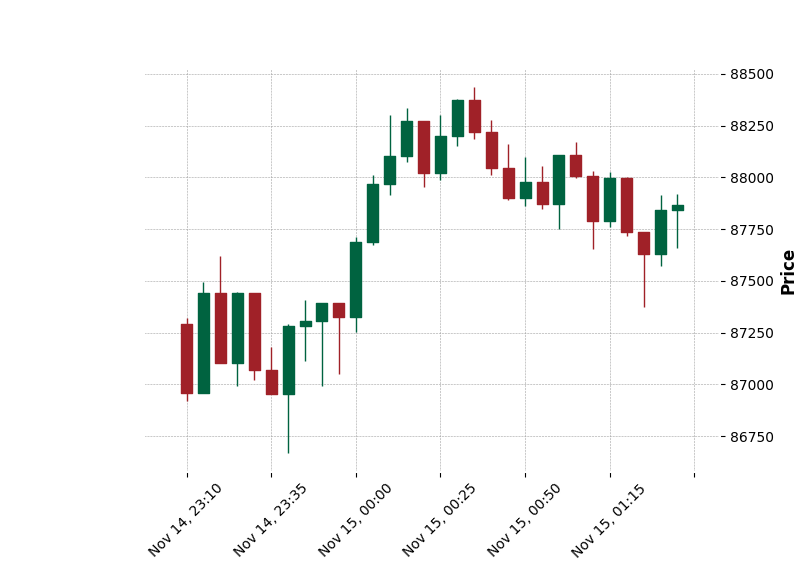 88500
88250
88000
87750
87500
87250
87000
86750
Price
Nov 14, 23:10
Nov 14, 23:35
Nov 15, 00:00
Nov 15, 00:25
Nov 15, 00:50
Nov 15, 01:15